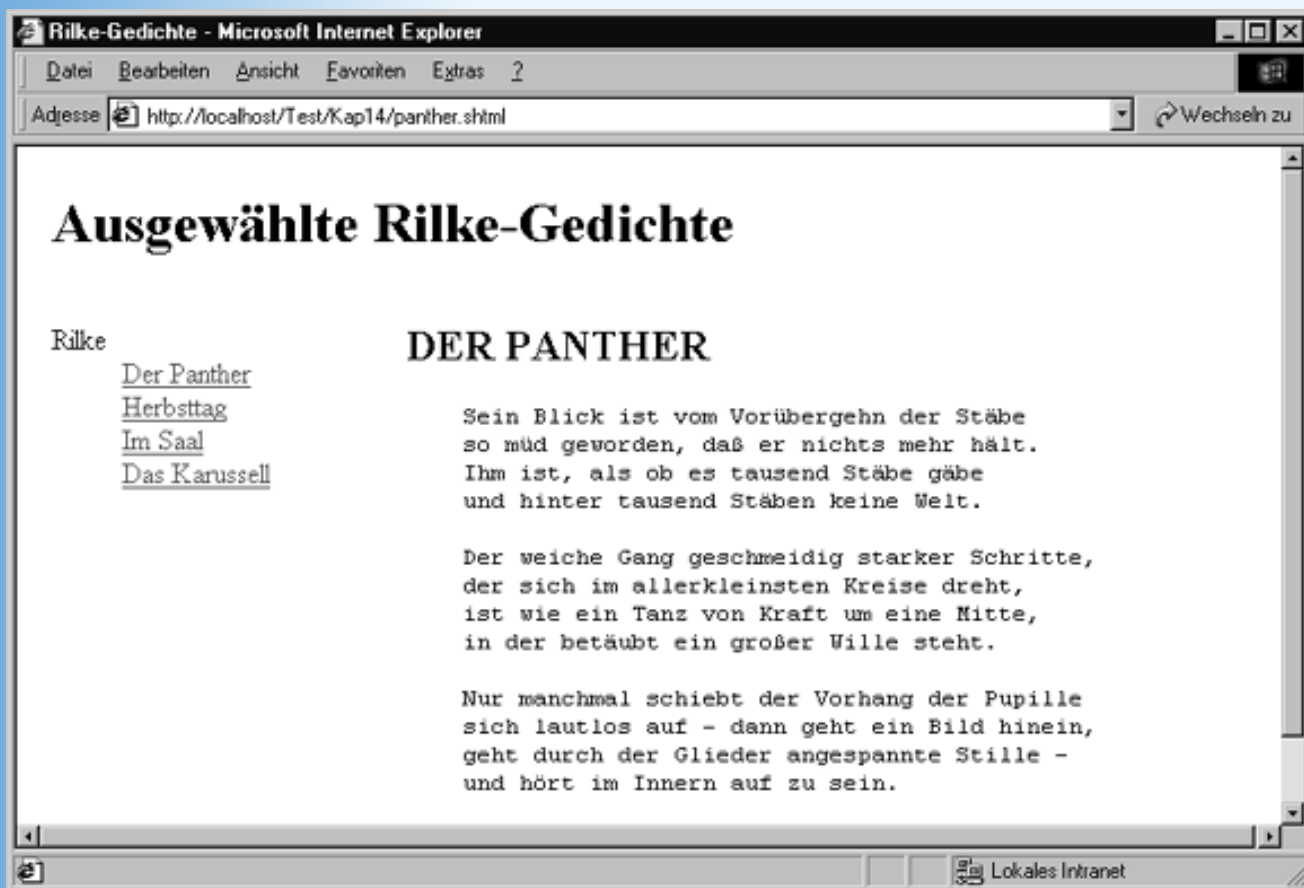 Rilke-Gedichte - Microsoft Internet Explorer
Datei Bearbeiten Ansicht Favoriten Extras ?
Adresse http://localhost/Test/Kap14/panther.shtml Wechseln zu
Ausgewählte Rilke-Gedichte
Rilke
Der Panther
Herbsttag
Im Saal
Das Karussell
DER PANTHER
Sein Blick ist vom Vorübergehn der Stäbe
so müd geworden, daß er nichts mehr hält.
Ihm ist, als ob es tausend Stäbe gäbe
und hinter tausend Stäben keine Welt.
Der weiche Gang geschmeidig starker Schritte,
der sich im allerkleinsten Kreise dreht,
ist wie ein Tanz von Kraft um eine Mitte,
in der betäubt ein großer Wille steht.
Nur manchmal schiebt der Vorhang der Pupille
sich lautlos auf – dann geht ein Bild hinein,
geht durch der Glieder angespannte Stille –
und hört im Innern auf zu sein.
Lokales Intranet